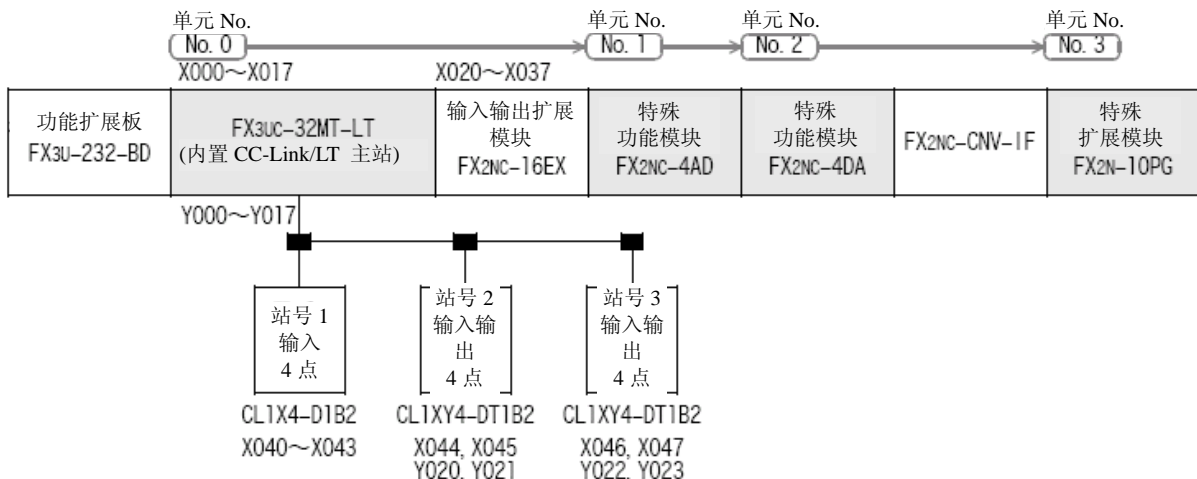 单元 No.
单元 No.
单元 No.
单元 No.
No. 0
No. 1
No. 2
No. 3
X000～X017
X020～X037
功能扩展板
FX3U-232-BD
FX3UC-32MT-LT
(内置 CC-Link/LT 主站)
输入输出扩展
模块
FX2NC-16EX
特殊
功能模块
FX2NC-4AD
特殊
功能模块
FX2NC-4DA
FX2NC-CNV-IF
特殊
扩展模块
FX2N-10PG
Y000～Y017
站号 1
输入
4 点
站号 2
输入输
出
4 点
站号 3
输入输
出
4 点
CL1X4-D1B2
X040～X043
CL1XY4-DT1B2
X044, X045
Y020, Y021
CL1XY4-DT1B2
X046, X047
Y022, Y023